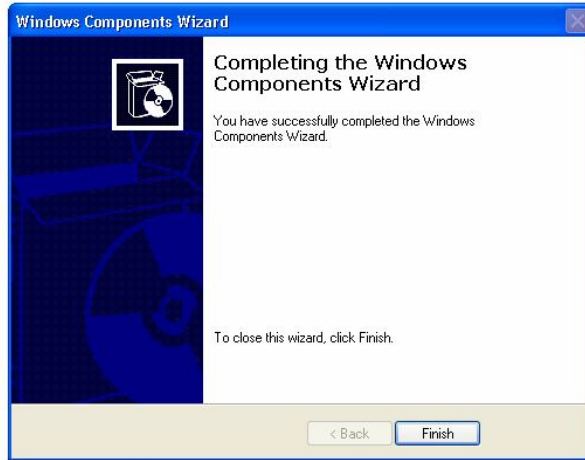 Windows Components Wizard
Completing the Windows
Components Wizard
You have successfully completed the Windows
Components Wizard.
To close this wizard, click Finish.
< Back
Finish